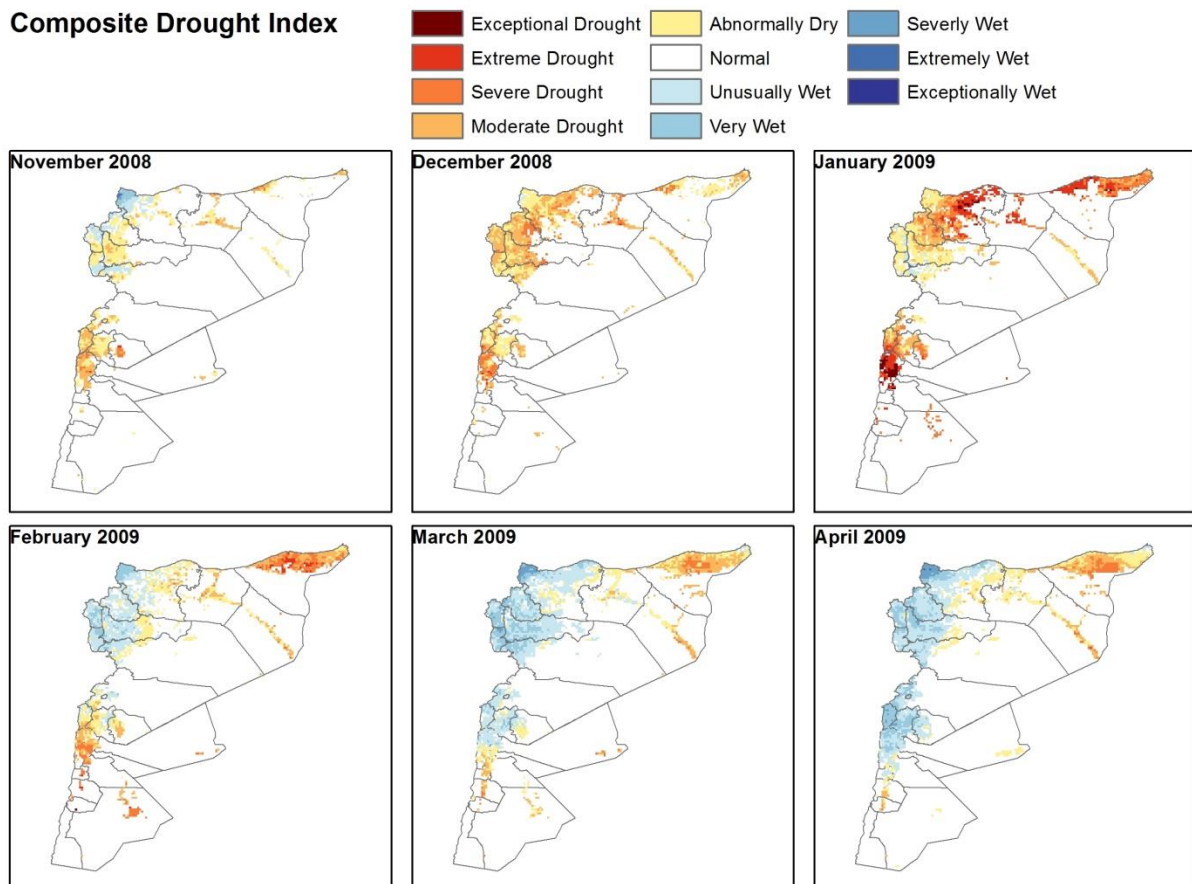 Composite Drought Index
Exceptional Drought
Extreme Drought
Severe Drought
Moderate Drought
Abnormally Dry
Normal
Unusually Wet
Very Wet
Severly Wet
Extremely Wet
Exceptionally Wet
November 2008
December 2008
January 2009
February 2009
March 2009
April 2009